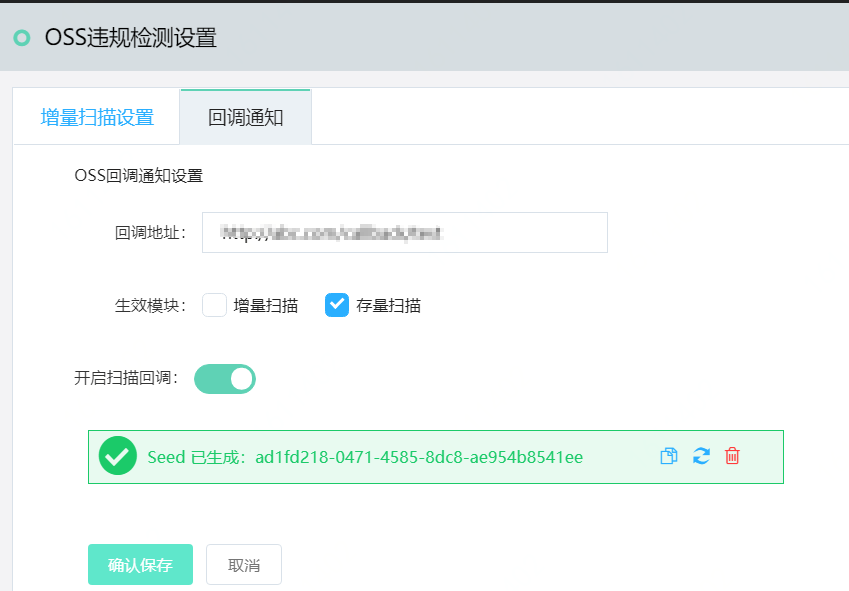 OSS违规检测设置
增量扫描设置 回调通知
OSS回调通知设置
回调地址：
生效模块： 增量扫描 存量扫描
开启扫描回调：
Seed 已生成：ad1fd218-0471-4585-8dc8-ae954b8541ee
确认保存 取消